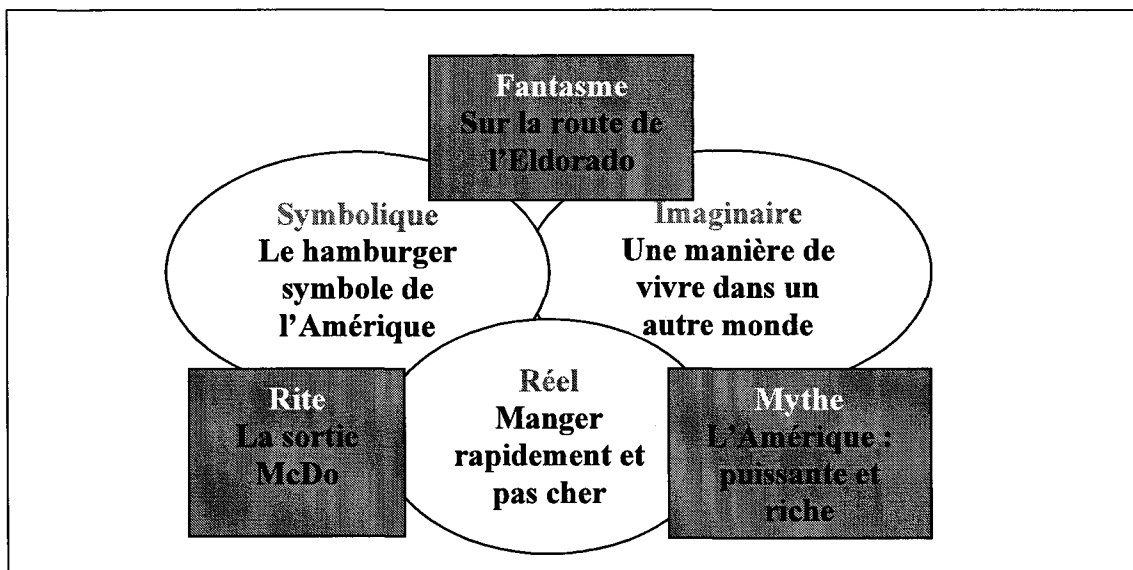 Fantasme
Sur la route de
l'Eldorado
Symbolique
Le hamburger
symbole de
l'Amérique
Imaginaire
Une manière de
vivre dans un
autre monde
Rite
La sortie
McDo
Réel
Manger
rapidement et
pas cher
Mythe
L'Amérique :
puissante et
riche